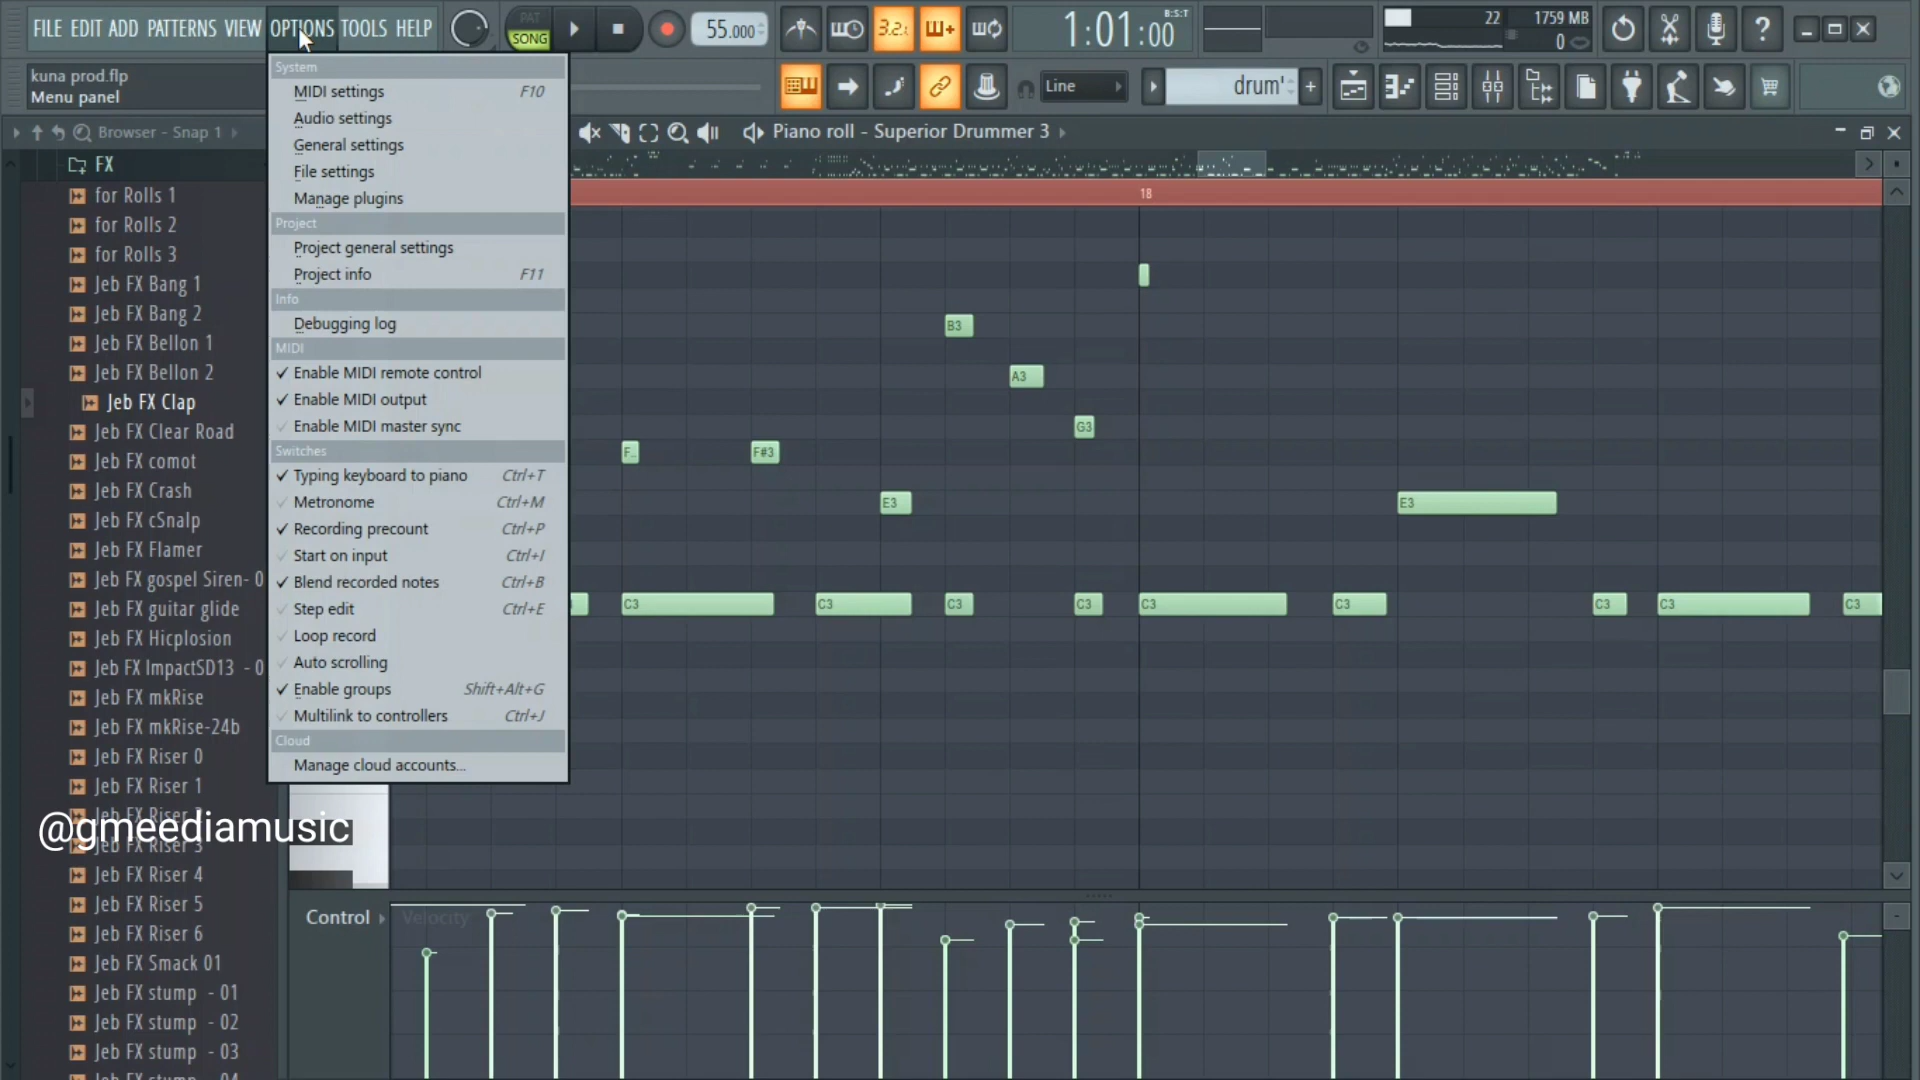 FILE EDIT ADD PATTERNS VIEW OPTIONS TOOLS HELP
PAT
SONG
55.000
3.2.
1:01:00
B:S:T
22
1759 MB
0
kuna prod.flp
Menu panel
Line
drum'
Browser - Snap 1
Piano roll - Superior Drummer 3
FX
for Rolls 1
for Rolls 2
for Rolls 3
Jeb FX Bang 1
Jeb FX Bang 2
Jeb FX Bellon 1
Jeb FX Bellon 2
Jeb FX Clap
Jeb FX Clear Road
Jeb FX comot
Jeb FX Crash
Jeb FX cSnalp
Jeb FX Flamer
Jeb FX gospel Siren- 0
Jeb FX guitar glide
Jeb FX Hicplosion
Jeb FX ImpactSD13 - 0
Jeb FX mkRise
Jeb FX mkRise-24b
Jeb FX Riser 0
Jeb FX Riser 1
Jeb FX Riser 2
Jeb FX Riser 3
Jeb FX Riser 4
Jeb FX Riser 5
Jeb FX Riser 6
Jeb FX Smack 01
Jeb FX stump - 01
Jeb FX stump - 02
Jeb FX stump - 03
Jeb FX stump - 04
System
MIDI settings F10
Audio settings
General settings
File settings
Manage plugins
Project
Project general settings
Project info F11
Info
Debugging log
MIDI
Enable MIDI remote control
Enable MIDI output
Enable MIDI master sync
Switches
Typing keyboard to piano Ctrl+T
Metronome Ctrl+M
Recording precount Ctrl+P
Start on input Ctrl+I
Blend recorded notes Ctrl+B
Step edit Ctrl+E
Loop record
Auto scrolling
Enable groups Shift+Alt+G
Multilink to controllers Ctrl+J
Cloud
Manage cloud accounts...
18
B3
A3
G3
F.. F#3
E3 E3
C3 C3 C3 C3 C3 C3 C3 C3 C3
@gmeediamusic
Control Velocity